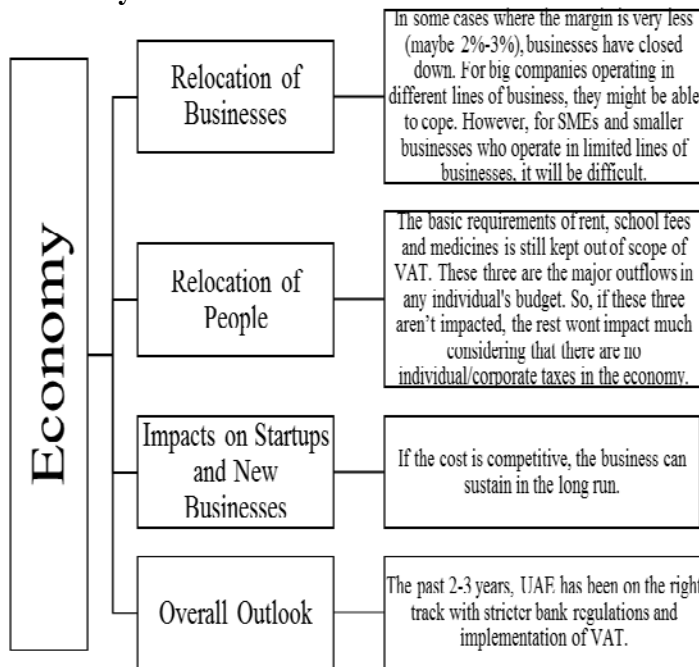 Economy
Relocation of
Businesses
In some cases where the margin is very less
(maybe 2%-3%), businesses have closed
down. For big companies operating in
different lines of business, they might be able
to cope. However, for SMEs and smaller
businesses who operate in limited lines of
businesses, it will be difficult.
Relocation of
People
The basic requirements of rent, school fees
and medicines is still kept out of scope of
VAT. These three are the major outflows in
any individual's budget. So, if these three
aren't impacted, the rest wont impact much
considering that there are no
individual/corporate taxes in the economy.
Impacts on Startups
and New
Businesses
If the cost is competitive, the business can
sustain in the long run.
Overall Outlook
The past 2-3 years, UAE has been on the right
track with stricter bank regulations and
implementation of VAT.